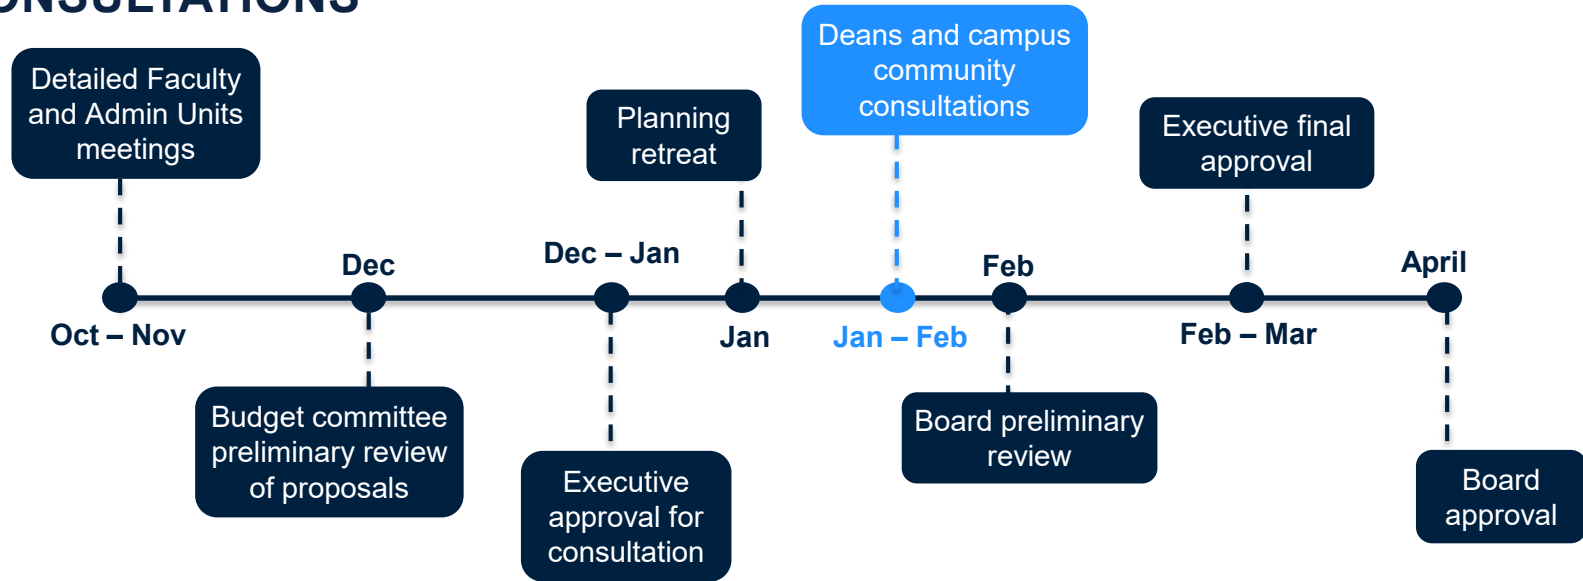 Detailed Faculty
and Admin Units
meetings
Oct – Nov
Dec
Budget committee
preliminary review
of proposals
Dec – Jan
Executive
approval for
consultation
Planning
retreat
Jan
Deans and campus
community
consultations
Jan – Feb
Feb
Board preliminary
review
Executive final
approval
Feb – Mar
April
Board
approval